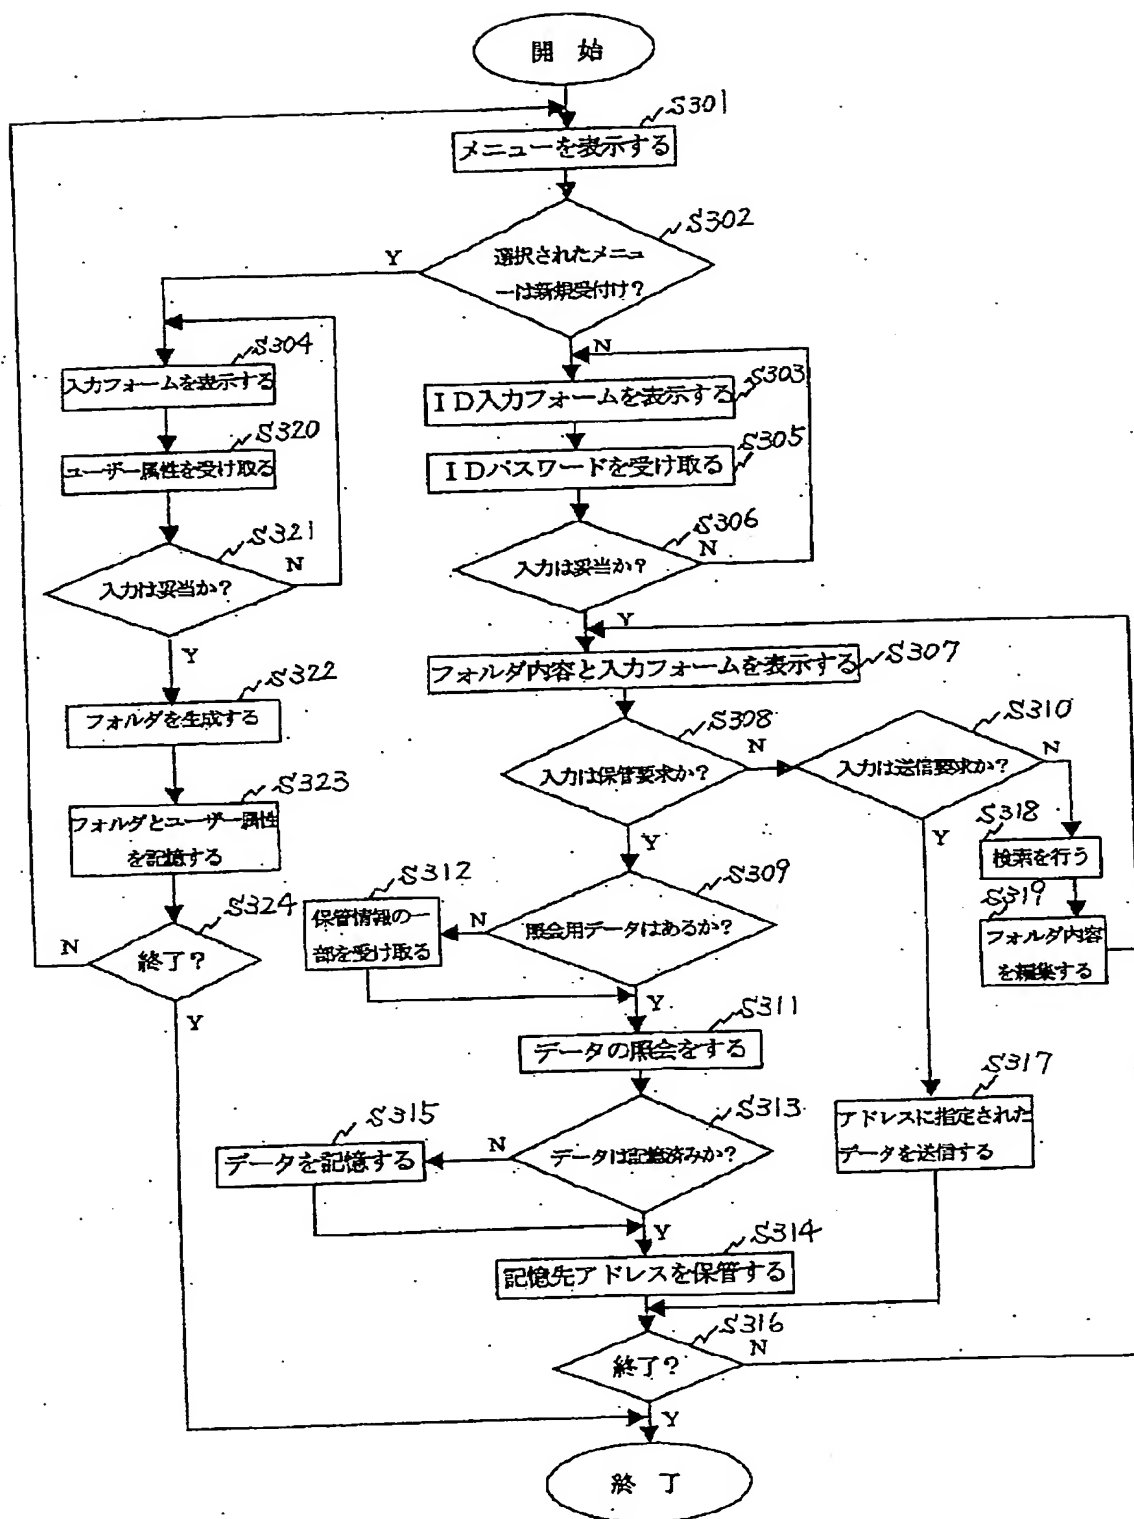 開 始
S301
メニューを表示する
S302
選択されたメニュ
ーは新規受付け?
Y
N
S304
入力フォームを表示する
S303
ID入力フォームを表示する
S320
ユーザー属性を受け取る
S305
IDパスワードを受け取る
S321
入力は妥当か?
N
Y
S306
入力は妥当か?
N
Y
S322
フォルダを生成する
S307
フォルダ内容と入力フォームを表示する
S308
入力は保管要求か?
N
Y
S310
入力は送信要求か?
N
Y
S323
フォルダとユーザー属性
を記憶する
S318
検索を行う
S319
フォルダ内容
を編集する
S324
終了?
N
Y
S312
保管情報の一
部を受け取る
S309
照会用データはあるか?
N
Y
S311
データの照会をする
S317
アドレスに指定された
データを送信する
S315
データを記憶する
S313
データは記憶済みか?
N
Y
S314
記憶先アドレスを保管する
S316
終了?
N
Y
終 了